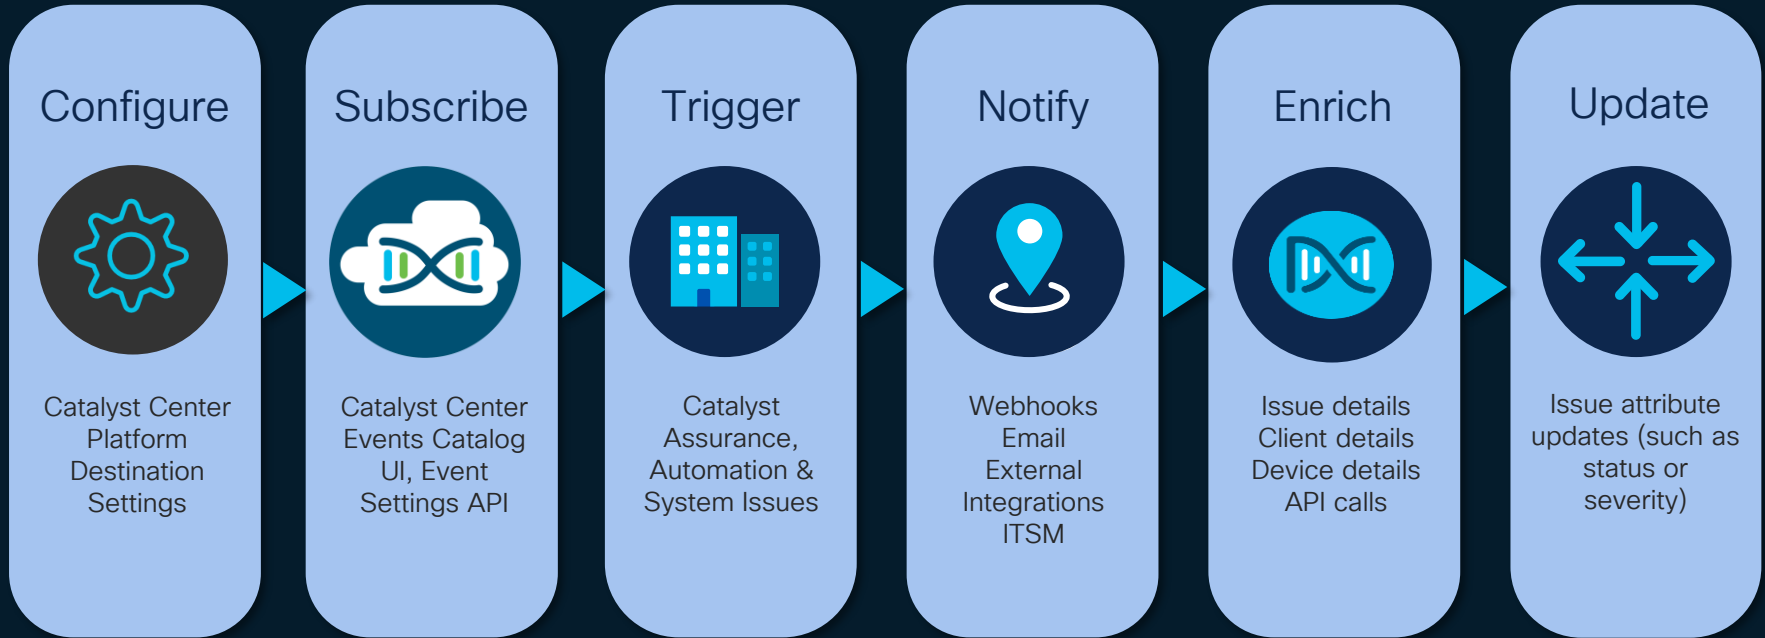 Configure
Catalyst Center
Platform
Destination
Settings
Subscribe
Catalyst Center
Events Catalog
UI, Event
Settings API
Trigger
Catalyst
Assurance,
Automation &
System Issues
Notify
Webhooks
Email
External
Integrations
ITSM
Enrich
Issue details
Client details
Device details
API calls
Update
Issue attribute
updates (such as
status or
severity)